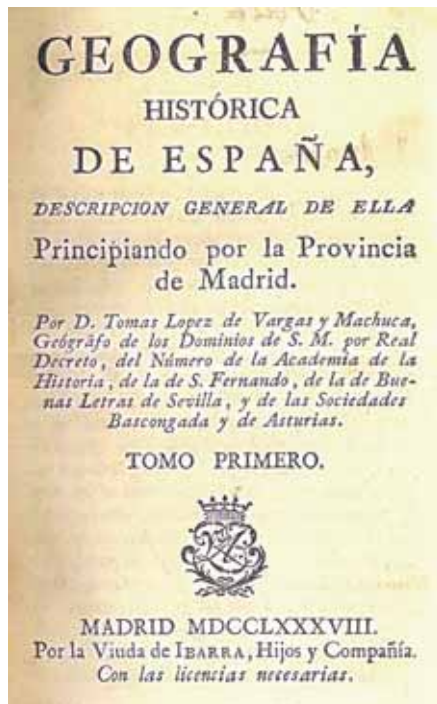 GEOGRAFÍA
HISTÓRICA
DE ESPAÑA,
DESCRIPCION GENERAL DE ELLA
Principiando por la Provincia
de Madrid.
Por D. Tomas Lopez de Vargas y Machuca,
Geógrafo de los Dominios de S. M. por Real
Decreto, del Número de la Academia de la
Historia, de la de S. Fernando, de la de Bue-
nas Letras de Sevilla, y de las Sociedades
Bascongada y de Asturias.
TOMO PRIMERO.
MADRID MDCCLXXXVIII.
Por la Viuda de IBARRA, Hijos y Compañía.
Con las licencias necesarias.